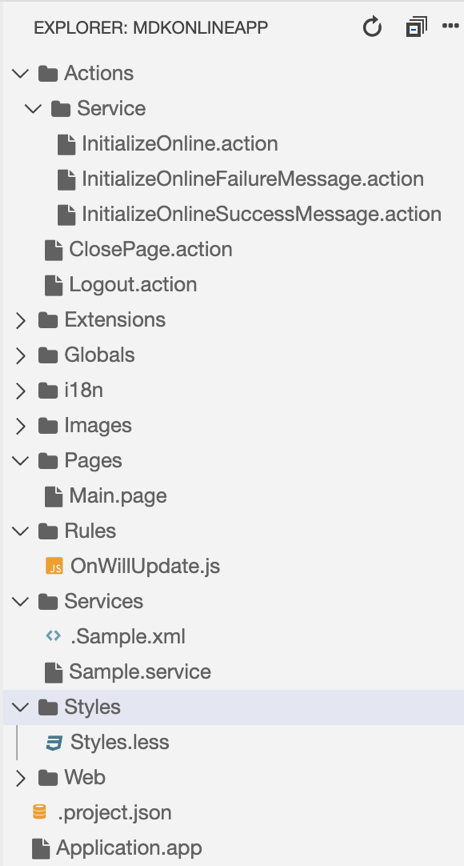 EXPLORER: MDKONLINEAPP
Actions
Service
InitializeOnline.action
InitializeOnlineFailureMessage.action
InitializeOnlineSuccessMessage.action
ClosePage.action
Logout.action
Extensions
Globals
i18n
Images
Pages
Main.page
Rules
JS OnWillUpdate.js
Services
.Sample.xml
Sample.service
Styles
Styles.less
Web
.project.json
Application.app